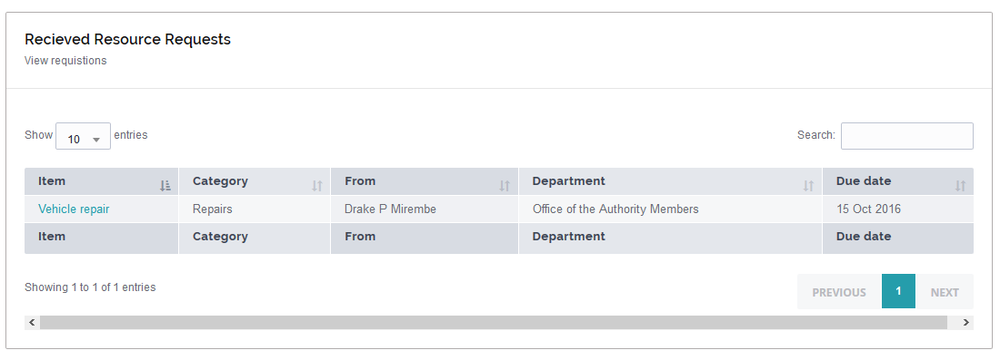 Recieved Resource Requests
View requistions
Show 10 entries Search:
Item Category From Department Due date
Vehicle repair Repairs Drake P Mirembe Office of the Authority Members 15 Oct 2016
Item Category From Department Due date
Showing 1 to 1 of 1 entries PREVIOUS 1 NEXT